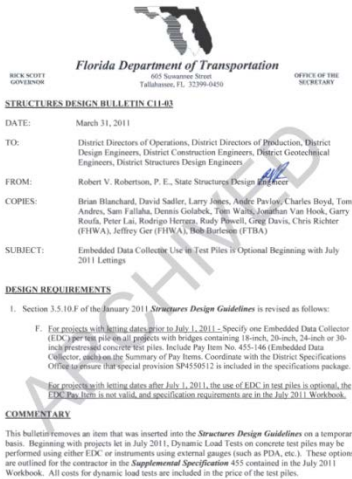 Florida Department of Transportation
RICK SCOTT
GOVERNOR
605 Suwannee Street
Tallahassee, FL 32399-0450
OFFICE OF THE
SECRETARY
STRUCTURES DESIGN BULLETIN C11-03
DATE: March 31, 2011
TO: District Directors of Operations, District Directors of Production, District
Design Engineers, District Construction Engineers, District Geotechnical
Engineers, District Structures Design Engineers
FROM: Robert V. Robertson, P. E., State Structures Design Engineer
COPIES: Brian Blanchard, David Sadler, Larry Jones, Andre Pavlov, Charles Boyd, Tom
Andres, Sam Fallaha, Dennis Golabek, Tom Waits, Jonathan Van Hook, Garry
Roufa, Peter Lai, Rodrigo Herrera, Rudy Powell, Greg Davis, Chris Richter
(FHWA), Jeffrey Ger (FHWA), Bob Burleson (FTBA)
SUBJECT: Embedded Data Collector Use in Test Piles is Optional Beginning with July
2011 Lettings
DESIGN REQUIREMENTS
1. Section 3.5.10.F of the January 2011 Structures Design Guidelines is revised as follows:
F. For projects with letting dates prior to July 1, 2011 - Specify one Embedded Data Collector
(EDC) per test pile on all projects with bridges containing 18-inch, 20-inch, 24-inch or 30-
inch prestressed concrete test piles. Include Pay Item No. 455-146 (Embedded Data
Collector, each) on the Summary of Pay Items. Coordinate with the District Specifications
Office to ensure that special provision SP4550512 is included in the specifications package.
For projects with letting dates after July 1, 2011, the use of EDC in test piles is optional, the
EDC Pay Item is not valid, and specification requirements are in the July 2011 Workbook.
COMMENTARY
This bulletin removes an item that was inserted into the Structures Design Guidelines on a temporary
basis. Beginning with projects let in July 2011, Dynamic Load Tests on concrete test piles may be
performed using either EDC or instruments using external gauges (such as PDA, etc.). These options
are outlined for the contractor in the Supplemental Specification 455 contained in the July 2011
Workbook. All costs for dynamic load tests are included in the price of the test piles.
ARCHIVED